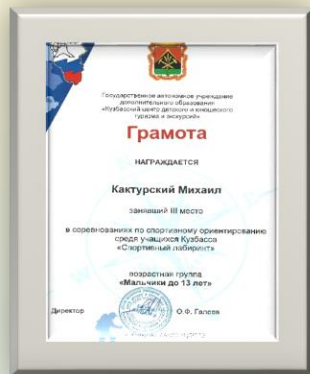 Государственное автономное учреждение
дополнительного образования
«Кузбасский центр детского и юношеского
туризма и экскурсий»
Грамота
НАГРАЖДАЕТСЯ
Кактурский Михаил
занявший III место
в соревнованиях по спортивному ориентированию
среди учащихся Кузбасса
«Спортивный лабиринт»
возрастная группа
«Мальчики до 13 лет»
Директор О.Ф. Галеев